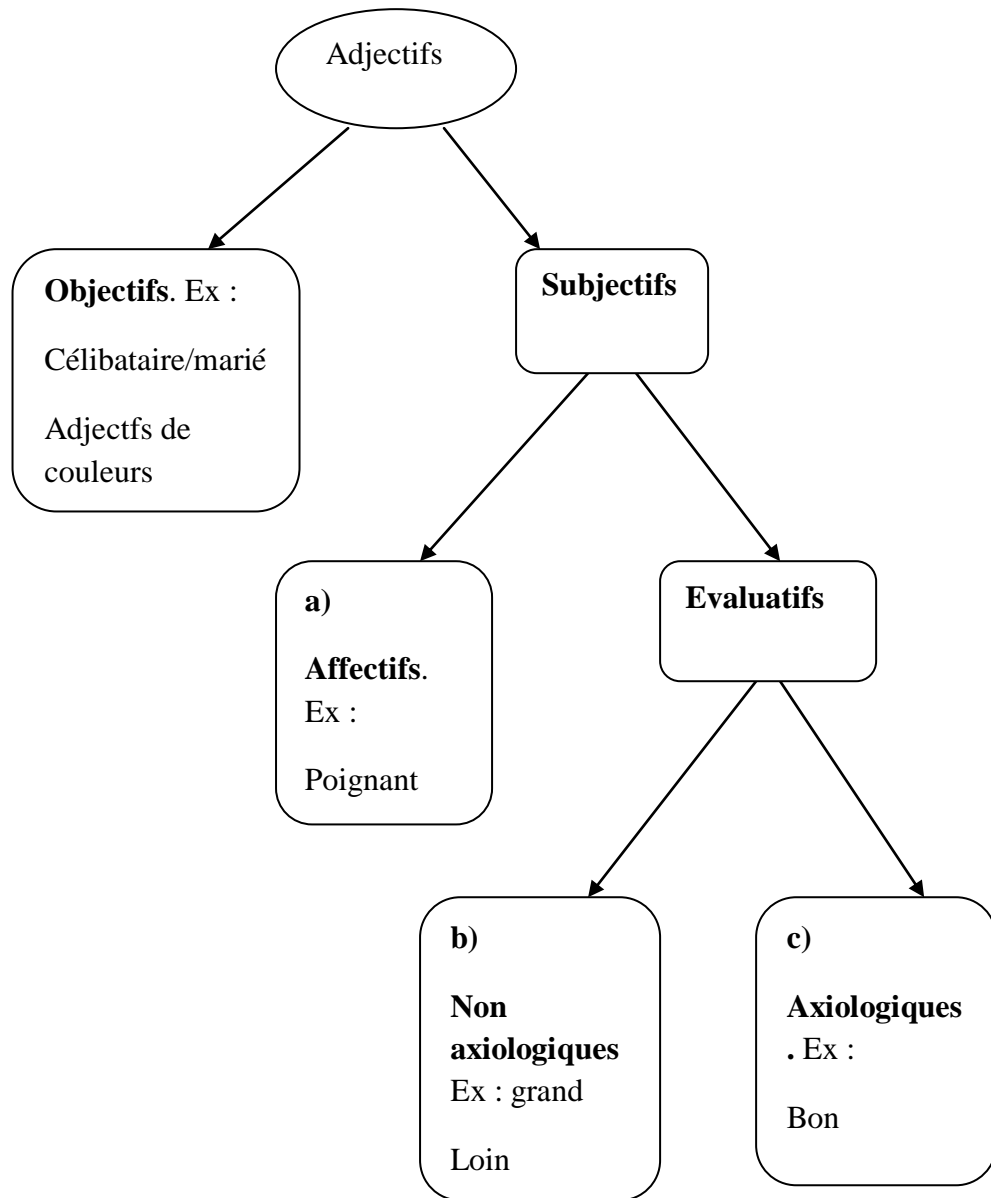 Adjectifs
Objectifs. Ex :
Célibataire/marié
Adjectfs de
couleurs
Subjectifs
a)
Affectifs.
Ex :
Poignant
Evaluatifs
b)
Non
axiologiques
Ex : grand
Loin
c)
Axiologiques
. Ex :
Bon